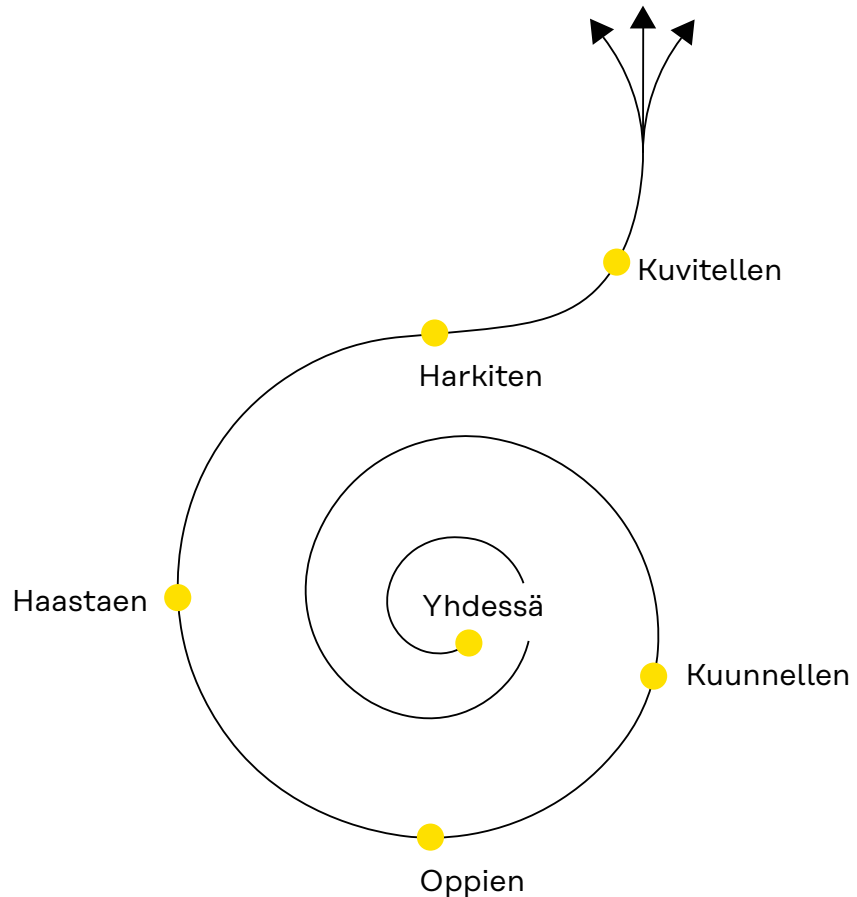 Kuvitellen
Harkiten
Haastaen
Yhdessä
Kuunnellen
Oppien